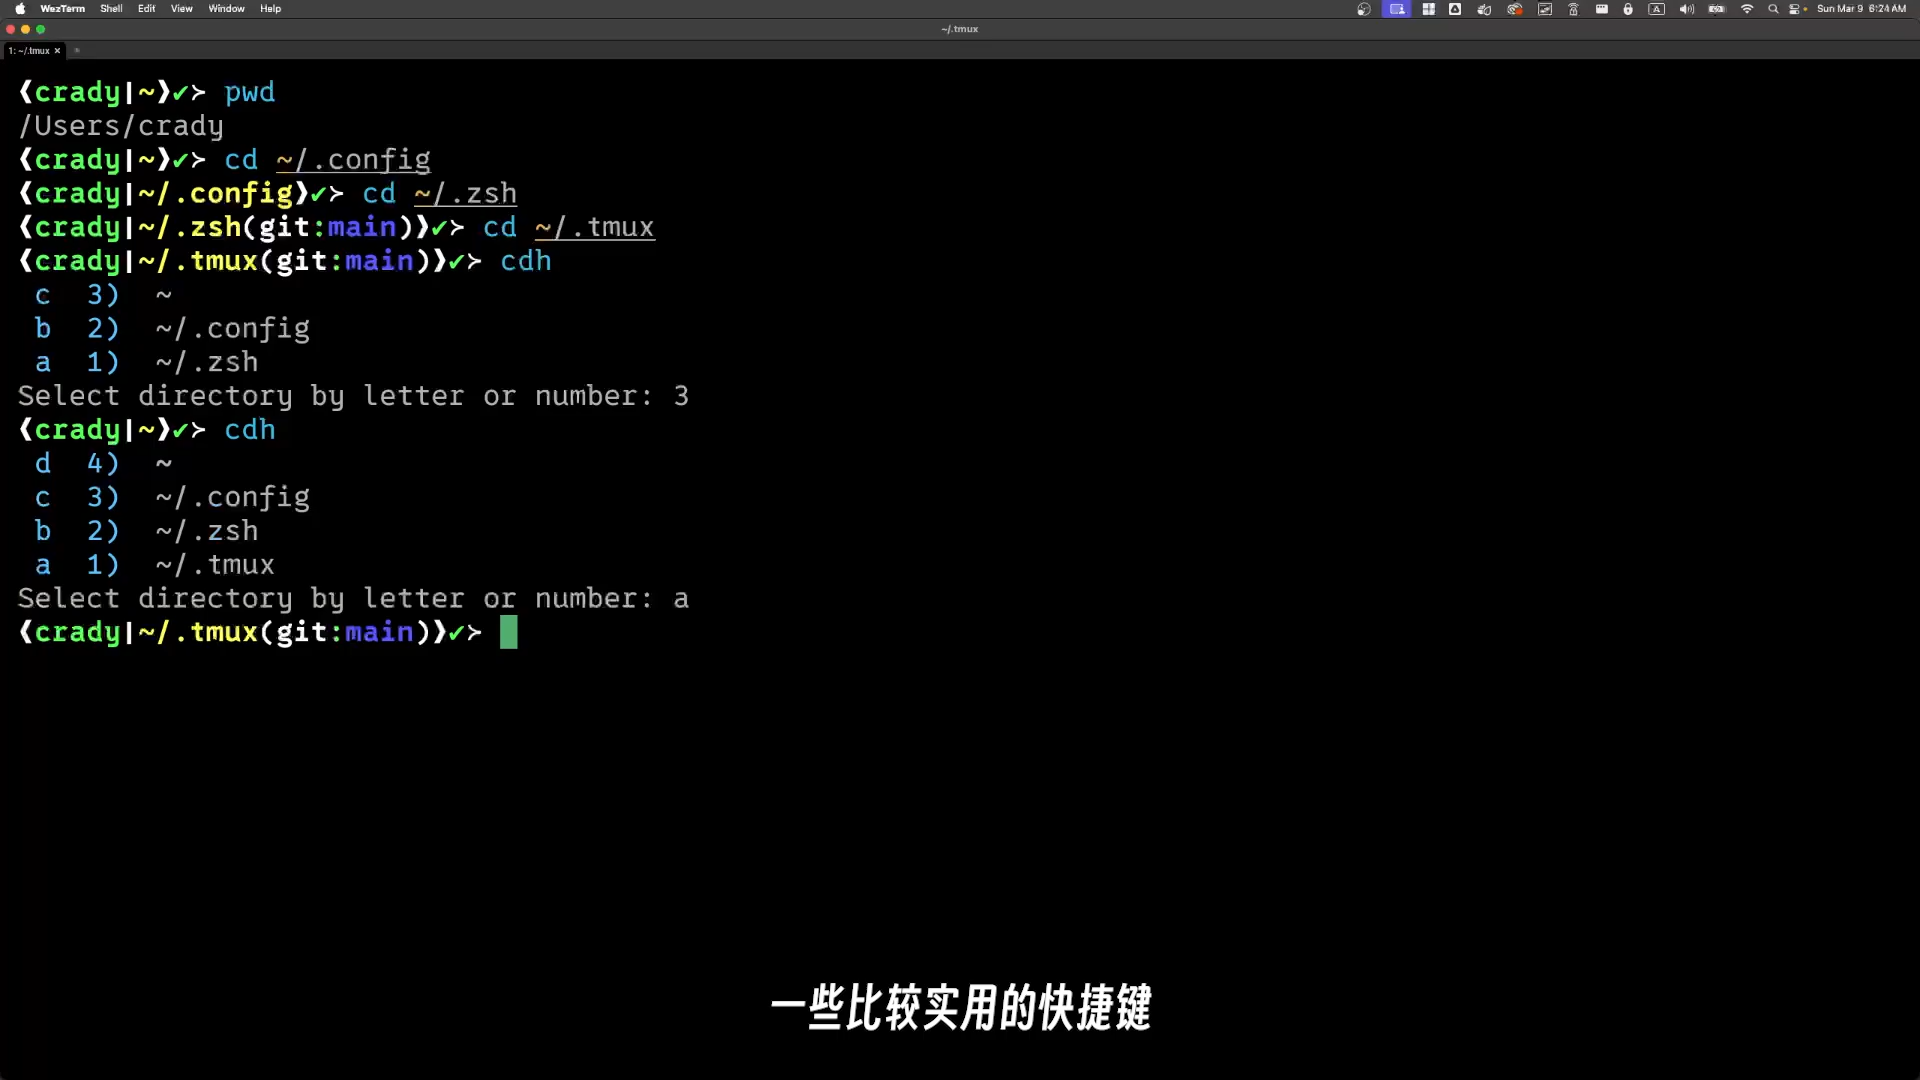 WezTerm Shell Edit View Window Help Sun Mar 9 6:24 AM
~/.tmux
1: ~/.tmux ×
❰crady|~❱✔≻ pwd
/Users/crady
❰crady|~❱✔≻ cd ~/.config
❰crady|~/.config❱✔≻ cd ~/.zsh
❰crady|~/.zsh(git:main)❱✔≻ cd ~/.tmux
❰crady|~/.tmux(git:main)❱✔≻ cdh
c 3) ~
b 2) ~/.config
a 1) ~/.zsh
Select directory by letter or number: 3
❰crady|~❱✔≻ cdh
d 4) ~
c 3) ~/.config
b 2) ~/.zsh
a 1) ~/.tmux
Select directory by letter or number: a
❰crady|~/.tmux(git:main)❱✔≻
一些比较实用的快捷键